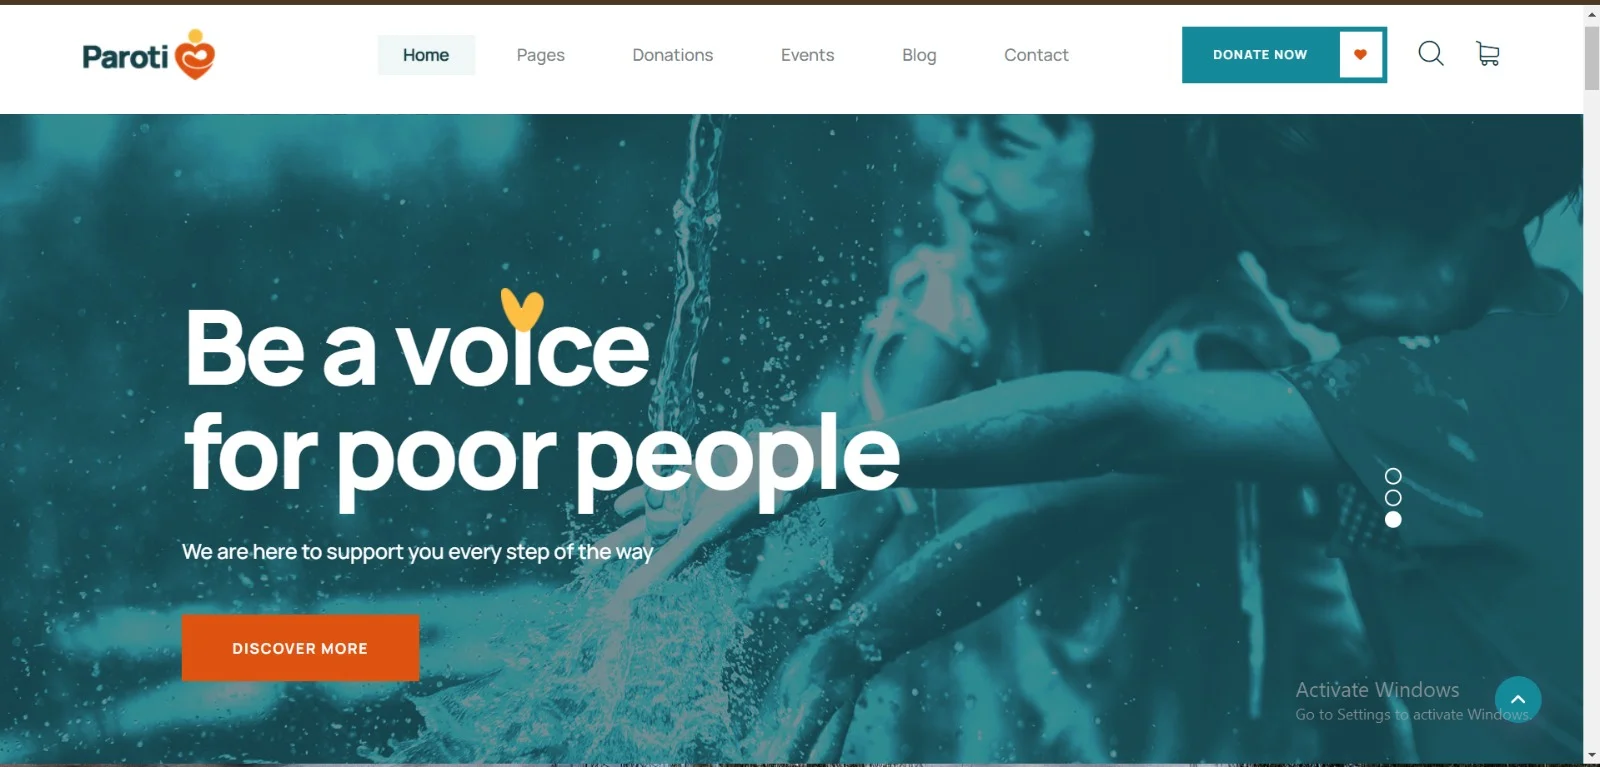 Paroti
Home
Pages
Donations
Events
Blog
Contact
DONATE NOW
Be a voice
for poor people
We are here to support you every step of the way
DISCOVER MORE
Activate Windows
Go to Settings to activate Windows.